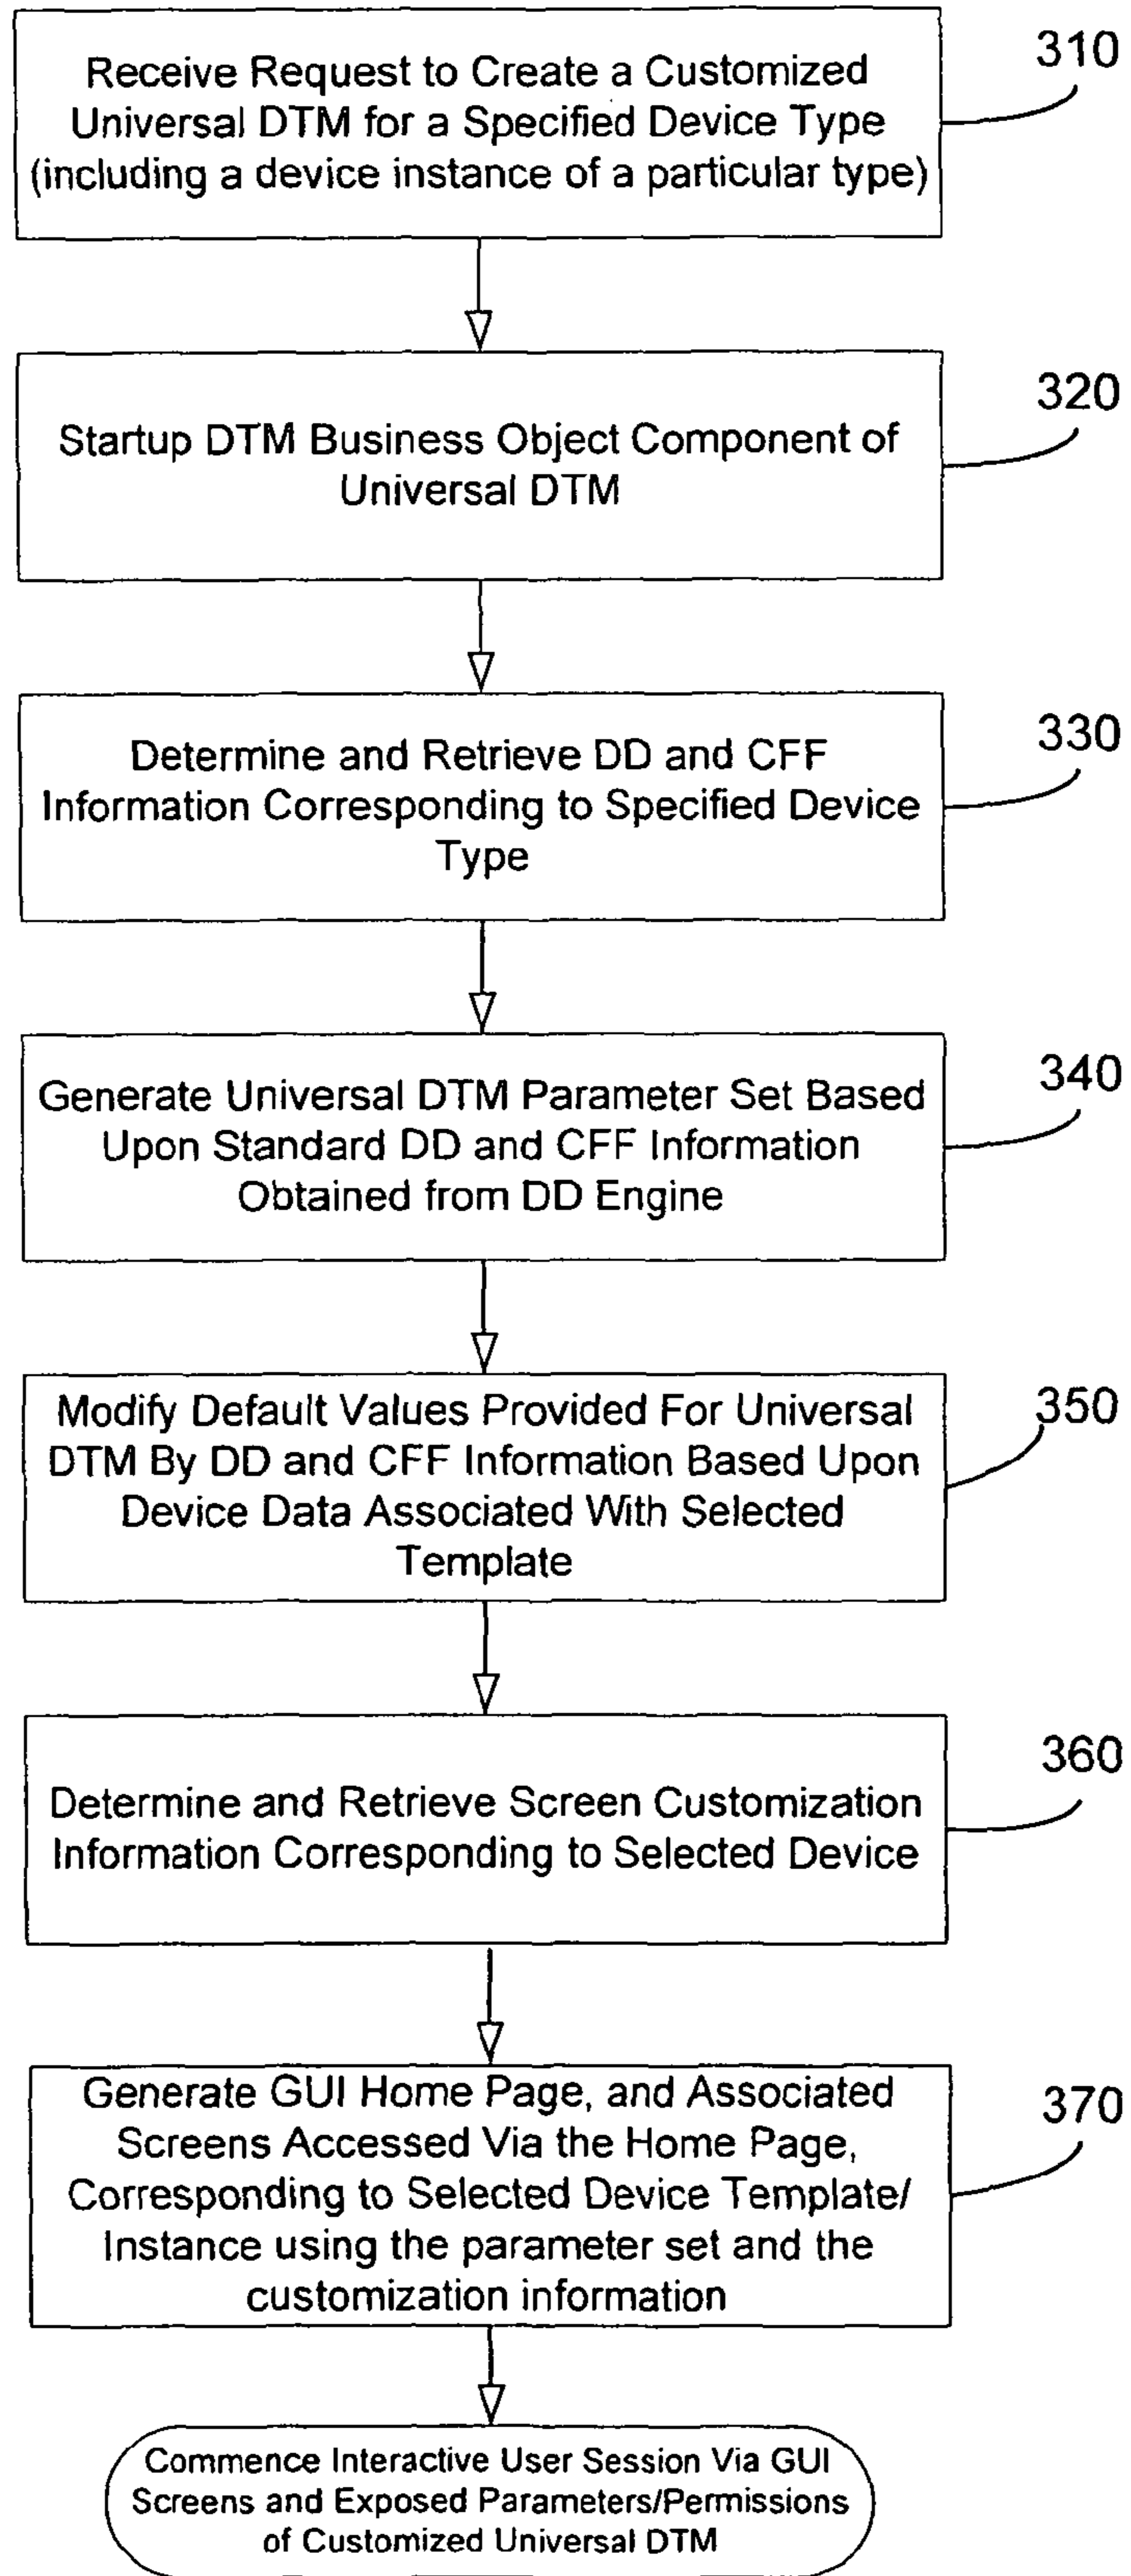 310
Receive Request to Create a Customized
Universal DTM for a Specified Device Type
(including a device instance of a particular type)
320
Startup DTM Business Object Component of
Universal DTM
330
Determine and Retrieve DD and CFF
Information Corresponding to Specified Device
Type
340
Generate Universal DTM Parameter Set Based
Upon Standard DD and CFF Information
Obtained from DD Engine
350
Modify Default Values Provided For Universal
DTM By DD and CFF Information Based Upon
Device Data Associated With Selected
Template
360
Determine and Retrieve Screen Customization
Information Corresponding to Selected Device
370
Generate GUI Home Page, and Associated
Screens Accessed Via the Home Page,
Corresponding to Selected Device Template/
Instance using the parameter set and the
customization information
Commence Interactive User Session Via GUI
Screens and Exposed Parameters/Permissions
of Customized Universal DTM